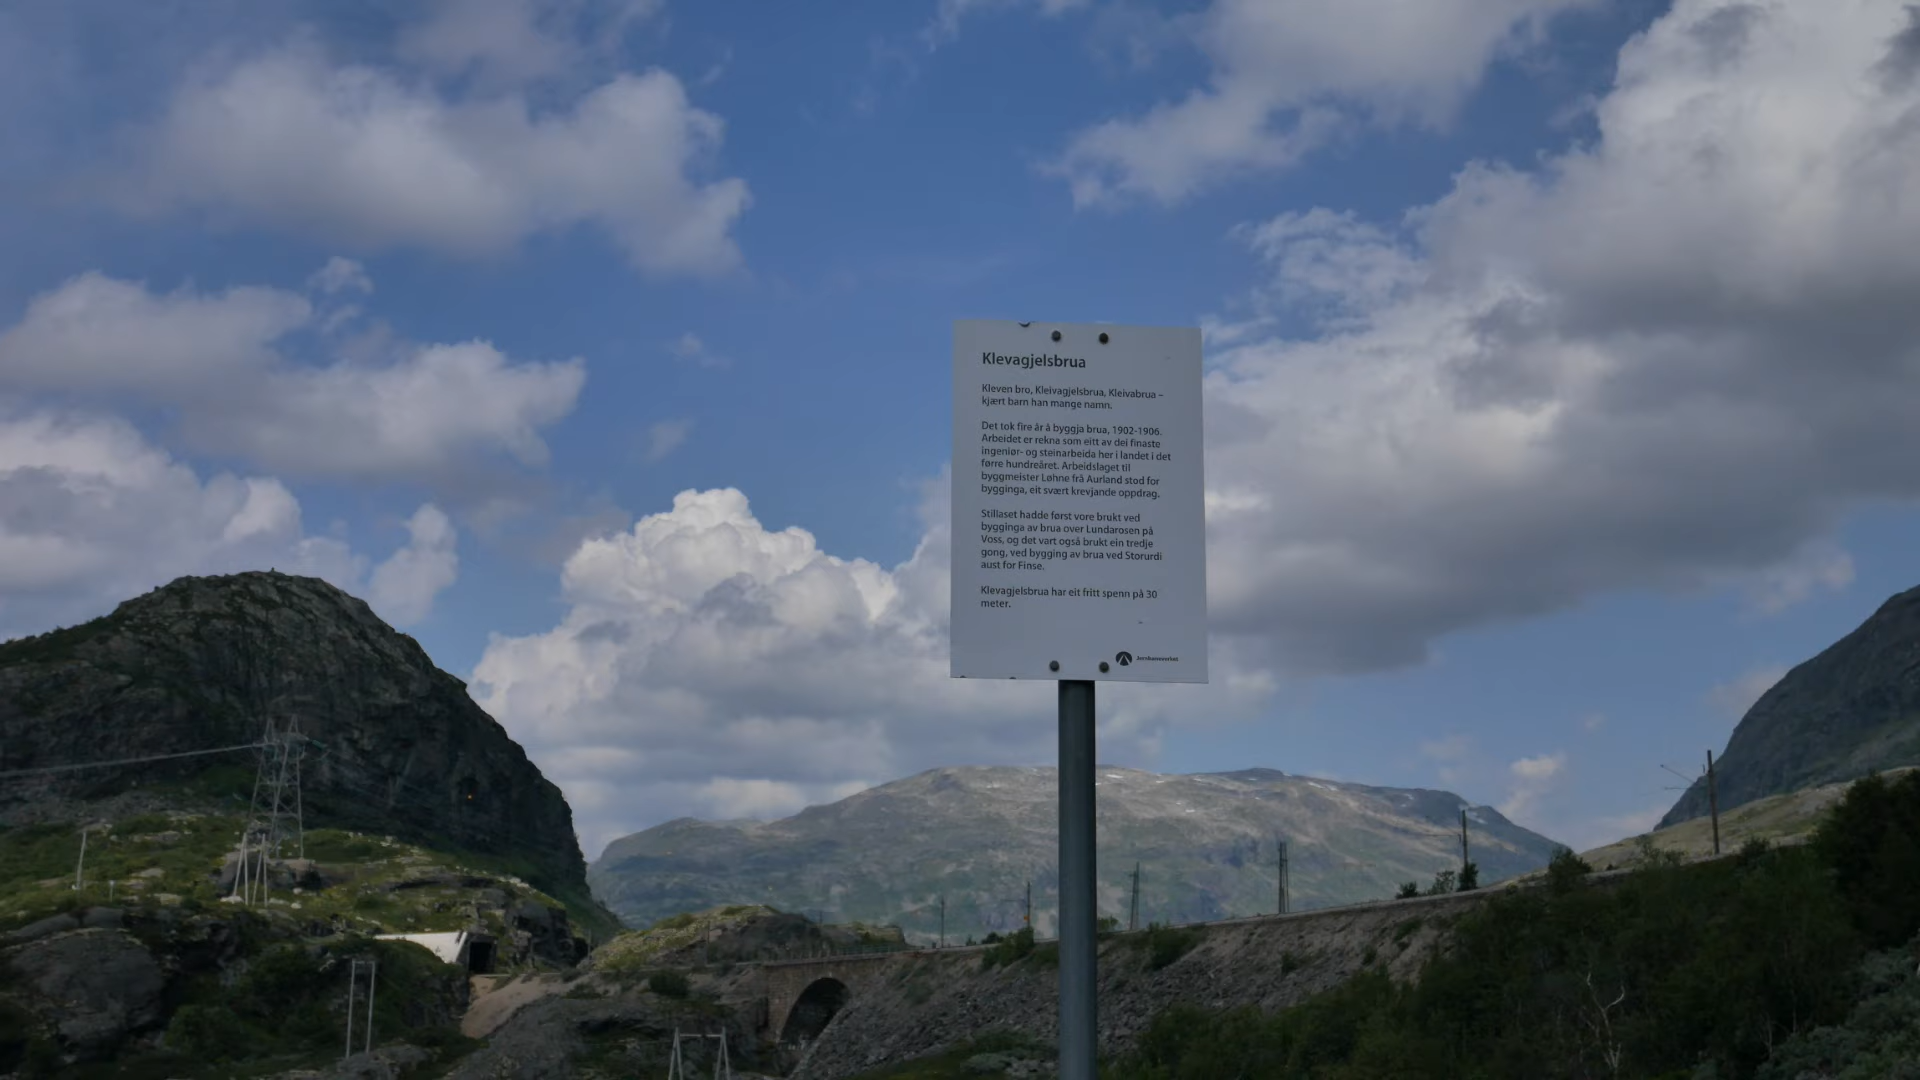 Klevagjelsbrua
Kleven bro, Kleivagjelsbrua, Kleivabrua –
kjært barn han mange namn.
Det tok fire år å byggja brua, 1902-1906.
Arbeidet er rekna som eitt av dei finaste
ingeniør- og steinarbeida her i landet i det
førre hundreåret. Arbeidslaget til
byggmeister Løhne frå Aurland stod for
bygginga, eit svært krevjande oppdrag.
Stillaset hadde først vore brukt ved
bygginga av brua over Lundarosen på
Voss, og det vart også brukt ein tredje
gong, ved bygging av brua ved Storurdi
aust for Finse.
Klevagjelsbrua har eit fritt spenn på 30
meter.
Jernbaneverket